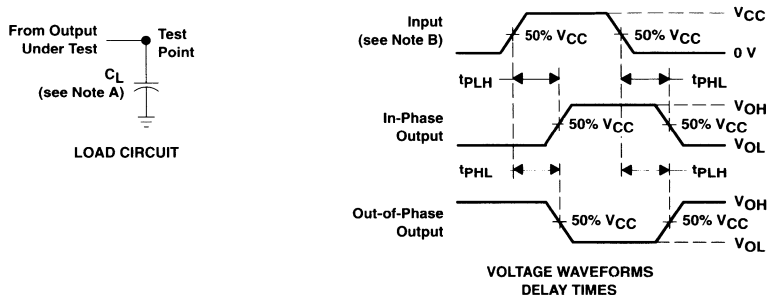 From Output
Under Test
Test
Point
CL
(see Note A)
LOAD CIRCUIT
Input
(see Note B)
50% VCC
50% VCC
VCC
0 V
tPLH
tPHL
In-Phase
Output
50% VCC
50% VCC
VOH
VOL
tPHL
tPLH
Out-of-Phase
Output
50% VCC
50% VCC
VOH
VOL
VOLTAGE WAVEFORMS
DELAY TIMES